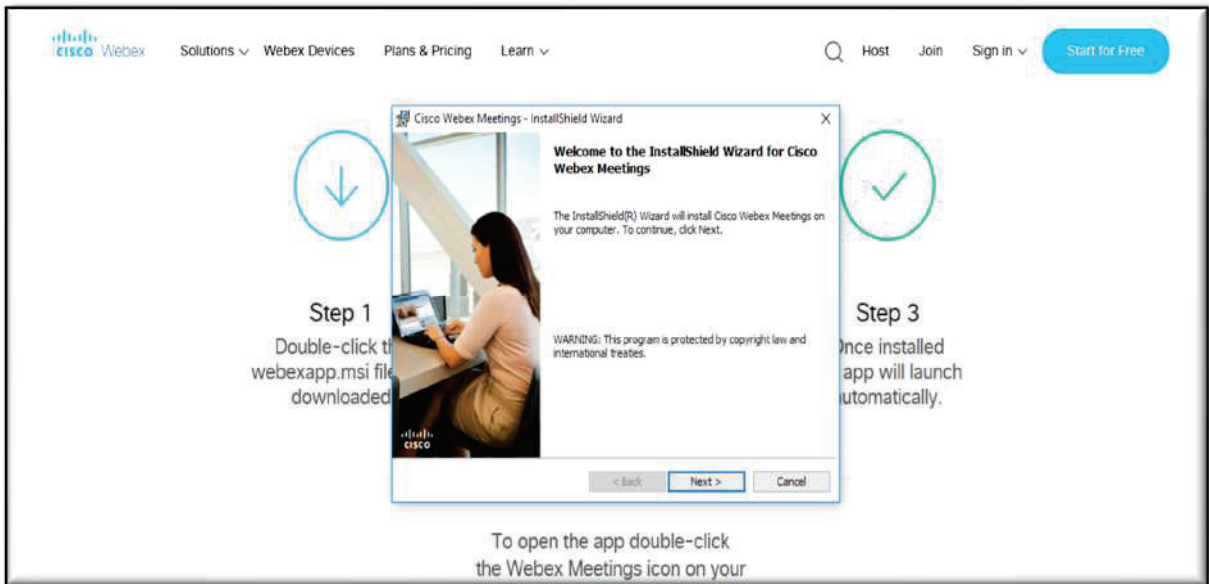 CISCO Webex Solutions Webex Devices Plans & Pricing Learn Host Join Sign in Start for Free
Cisco Webex Meetings - InstallShield Wizard X
Welcome to the InstallShield Wizard for Cisco
Webex Meetings
The InstallShield(R) Wizard will install Cisco Webex Meetings on
your computer. To continue, click Next.
WARNING: This program is protected by copyright law and
international treaties.
CISCO
< Back Next > Cancel
Step 1
Double-click
webexapp.msi
downloaded
Step 3
installed
app will launch
To open the app double-click
the Webex Meetings icon on your